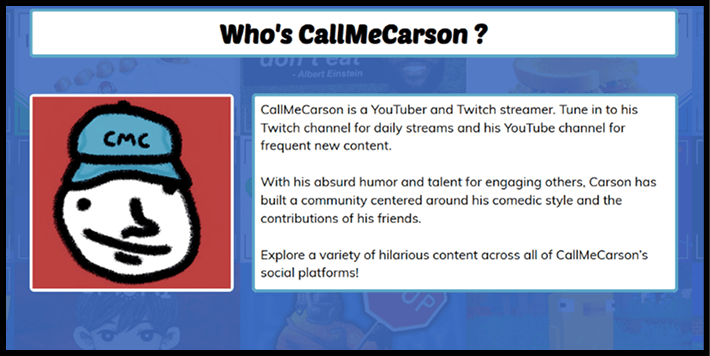 don't eat
- Albert Einstein
Who's CallMeCarson ?
CMC
CallMeCarson is a YouTuber and Twitch streamer. Tune in to his
Twitch channel for daily streams and his YouTube channel for
frequent new content.
With his absurd humor and talent for engaging others, Carson has
built a community centered around his comedic style and the
contributions of his friends.
Explore a variety of hilarious content across all of CallMeCarson's
social platforms!
UP